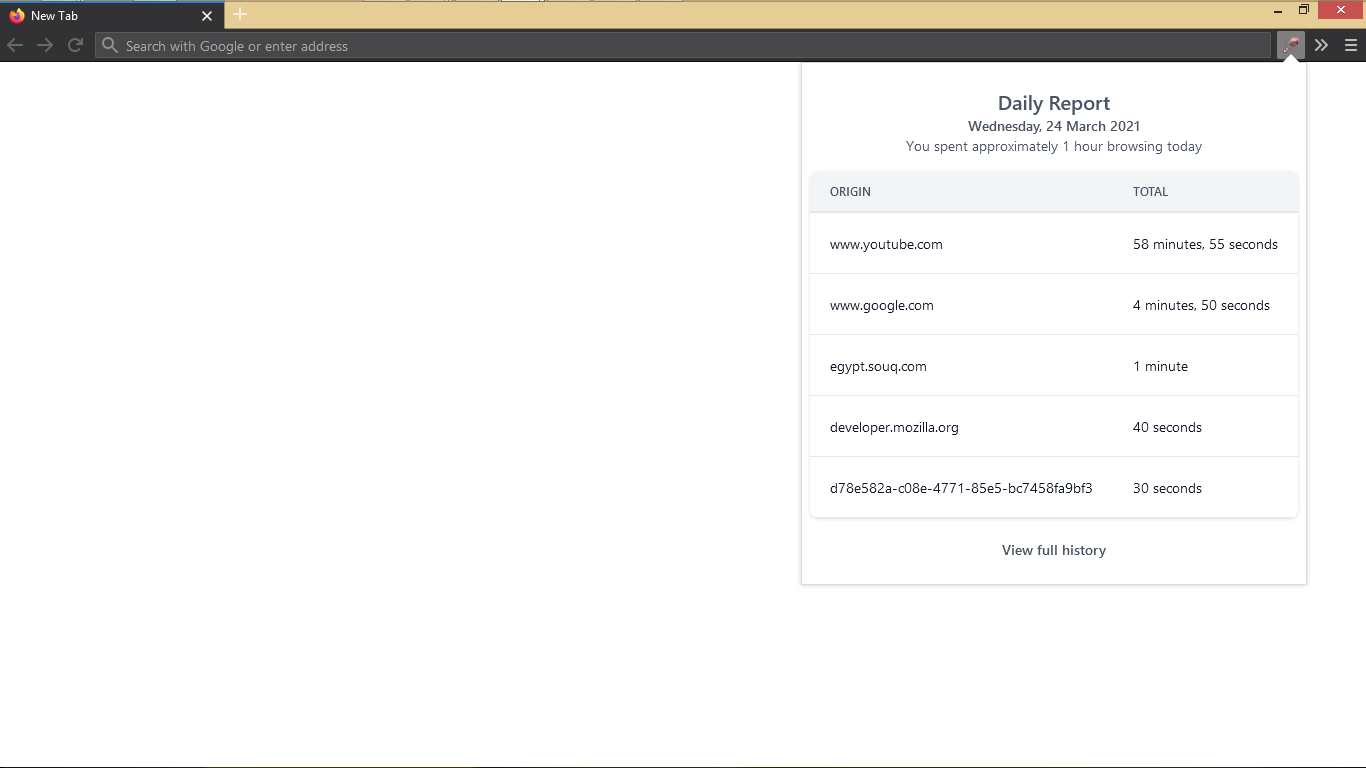 New Tab
Search with Google or enter address
Daily Report
Wednesday, 24 March 2021
You spent approximately 1 hour browsing today
ORIGIN TOTAL
www.youtube.com 58 minutes, 55 seconds
www.google.com 4 minutes, 50 seconds
egypt.souq.com 1 minute
developer.mozilla.org 40 seconds
d78e582a-c08e-4771-85e5-bc7458fa9bf3 30 seconds
View full history